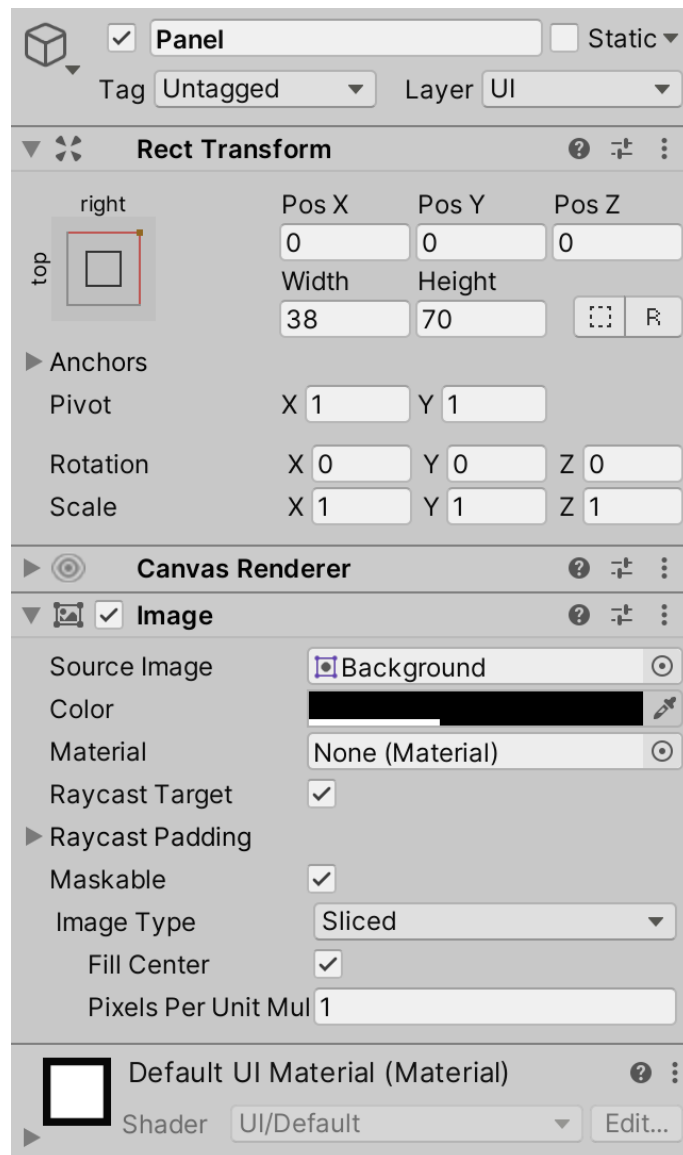 Panel Static
Tag Untagged Layer UI
Rect Transform
right Pos X Pos Y Pos Z
top 0 0 0
Width Height
38 70 R
Anchors
Pivot X 1 Y 1
Rotation X 0 Y 0 Z 0
Scale X 1 Y 1 Z 1
Canvas Renderer
Image
Source Image Background
Color
Material None (Material)
Raycast Target
Raycast Padding
Maskable
Image Type Sliced
Fill Center
Pixels Per Unit Mul 1
Default UI Material (Material)
Shader UI/Default Edit...